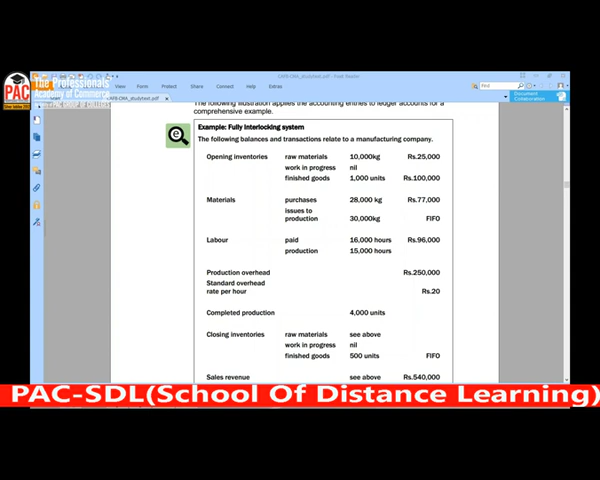 The Professionals
Academy of Commerce
PAC
Home Edit View Form Protect Share Connect Help Extras
Find
Document Collaboration
The following illustration applies the accounting entries to ledger accounts for a
comprehensive example.
Example: Fully interlocking system
The following balances and transactions relate to a manufacturing company.
Opening inventories raw materials 10,000kg Rs.25,000
work in progress nil
finished goods 1,000 units Rs.100,000
Materials purchases 28,000 kg Rs.77,000
issues to
production 30,000kg FIFO
Labour paid 16,000 hours Rs.96,000
production 15,000 hours
Production overhead Rs.250,000
Standard overhead
rate per hour Rs.20
Completed production 4,000 units
Closing inventories raw materials see above
work in progress nil
finished goods 500 units FIFO
Sales revenue see above Rs.540,000
PAC-SDL(School Of Distance Learning)